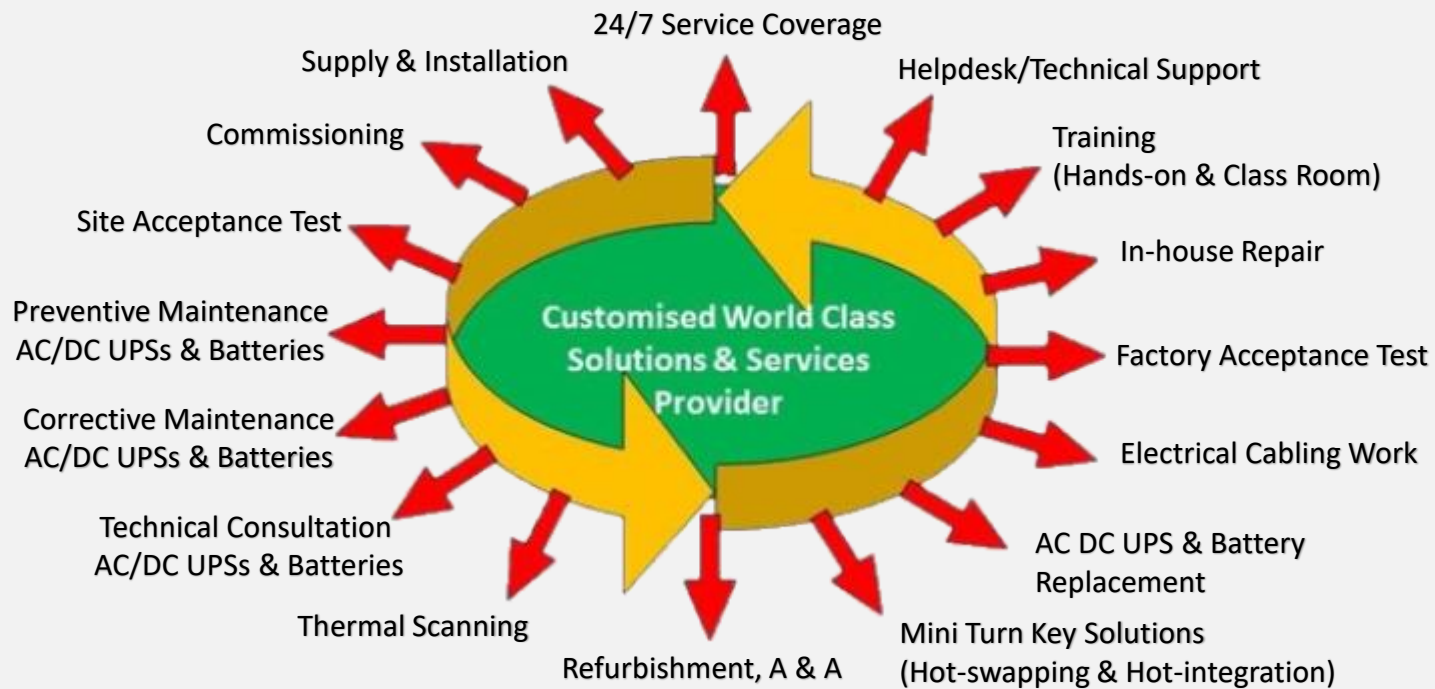 24/7 Service Coverage
Supply & Installation
Helpdesk/Technical Support
Commissioning
Training
(Hands-on & Class Room)
Site Acceptance Test
In-house Repair
Preventive Maintenance
AC/DC UPSs & Batteries
Customised World Class
Solutions & Services
Provider
Factory Acceptance Test
Corrective Maintenance
AC/DC UPSs & Batteries
Electrical Cabling Work
Technical Consultation
AC/DC UPSs & Batteries
AC DC UPS & Battery
Replacement
Thermal Scanning
Mini Turn Key Solutions
(Hot-swapping & Hot-integration)
Refurbishment, A & A